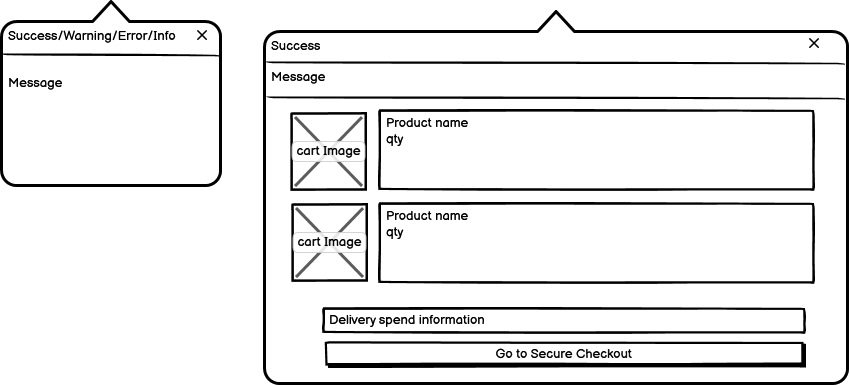 Success/Warning/Error/Info
Message
Success
Message
cart Image
Product name
qty
cart Image
Product name
qty
Delivery spend information
Go to Secure Checkout